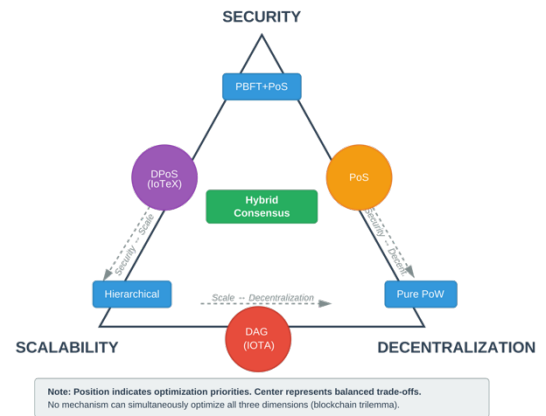 SECURITY
PBFT+PoS
DPoS
(IoTeX)
PoS
Hybrid
Consensus
Security ↔ Scale
Security ↔ Decent.
Hierarchical
Scale ↔ Decentralization
Pure PoW
DAG
(IOTA)
SCALABILITY
DECENTRALIZATION
Note: Position indicates optimization priorities. Center represents balanced trade-offs.
No mechanism can simultaneously optimize all three dimensions (blockchain trilemma).